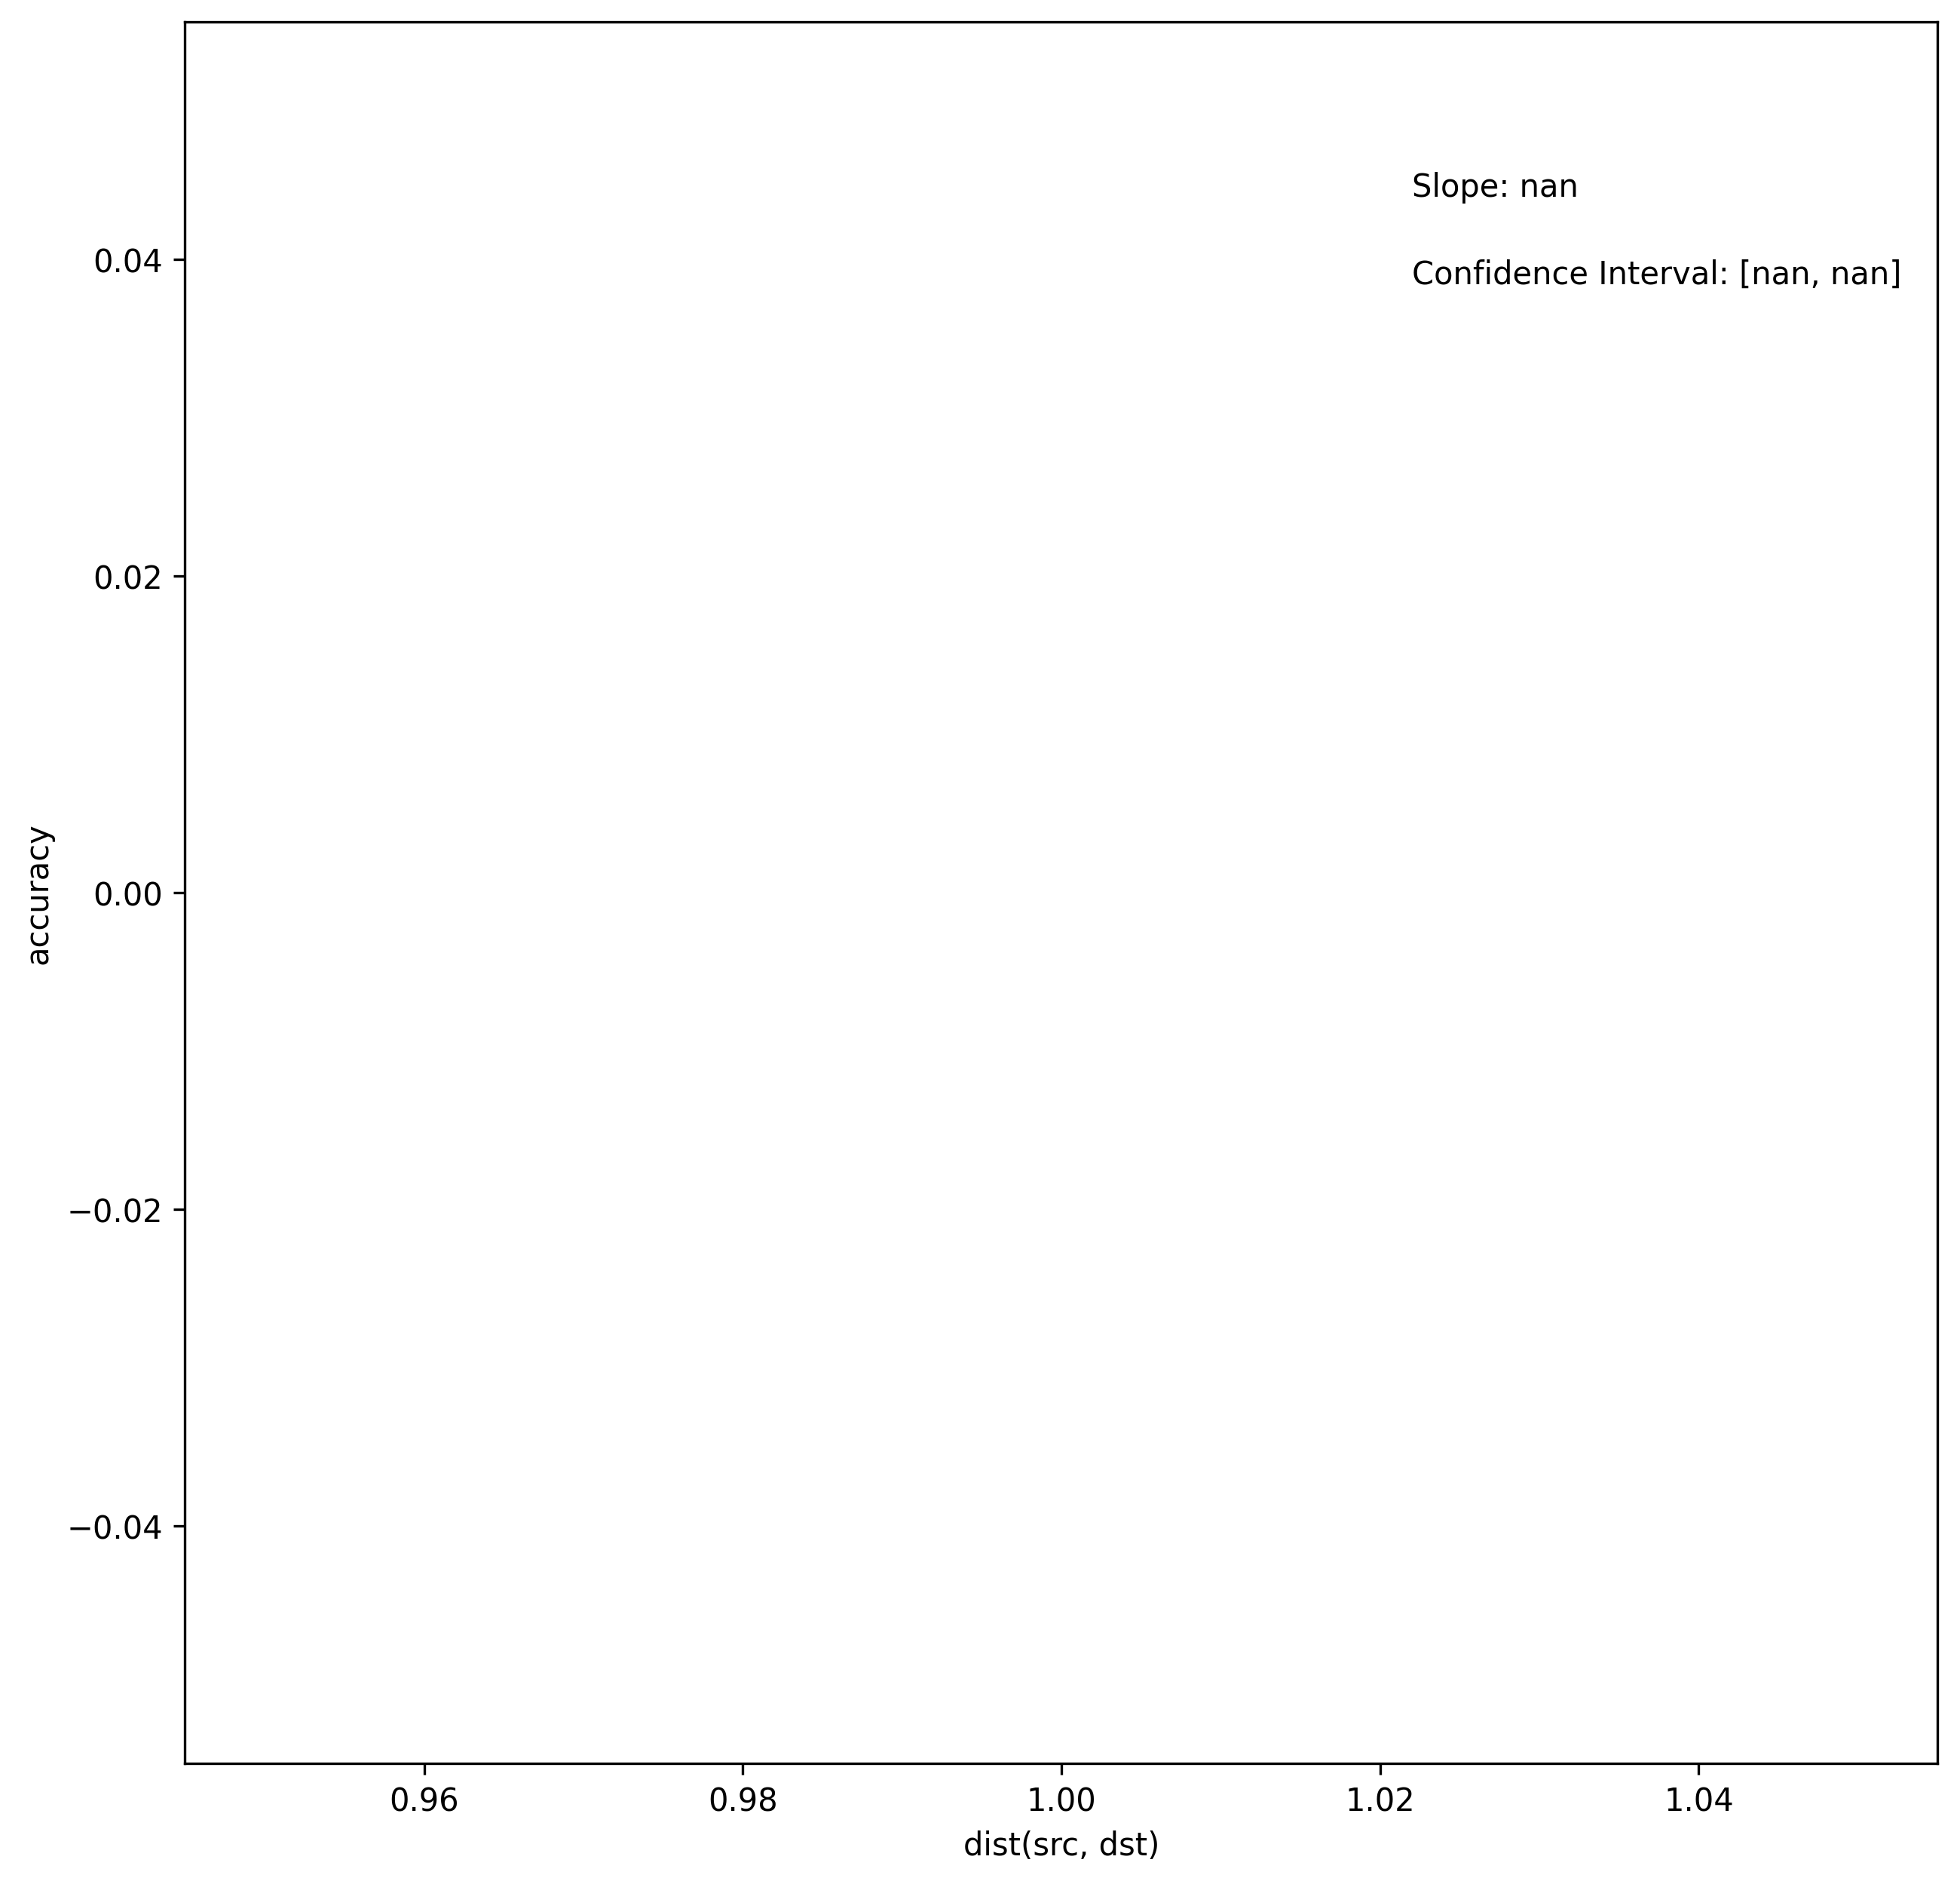 Slope: nan
Confidence Interval: [nan, nan]
accuracy
0.04
0.02
0.00
−0.02
−0.04
0.96 0.98 1.00 1.02 1.04
dist(src, dst)